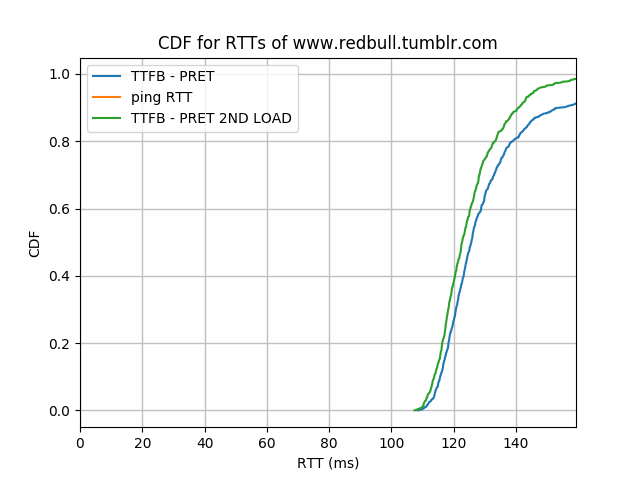 CDF for RTTs of www.redbull.tumblr.com
TTFB - PRET
ping RTT
TTFB - PRET 2ND LOAD
1.0
0.8
0.6
0.4
0.2
0.0
CDF
0 20 40 60 80 100 120 140
RTT (ms)